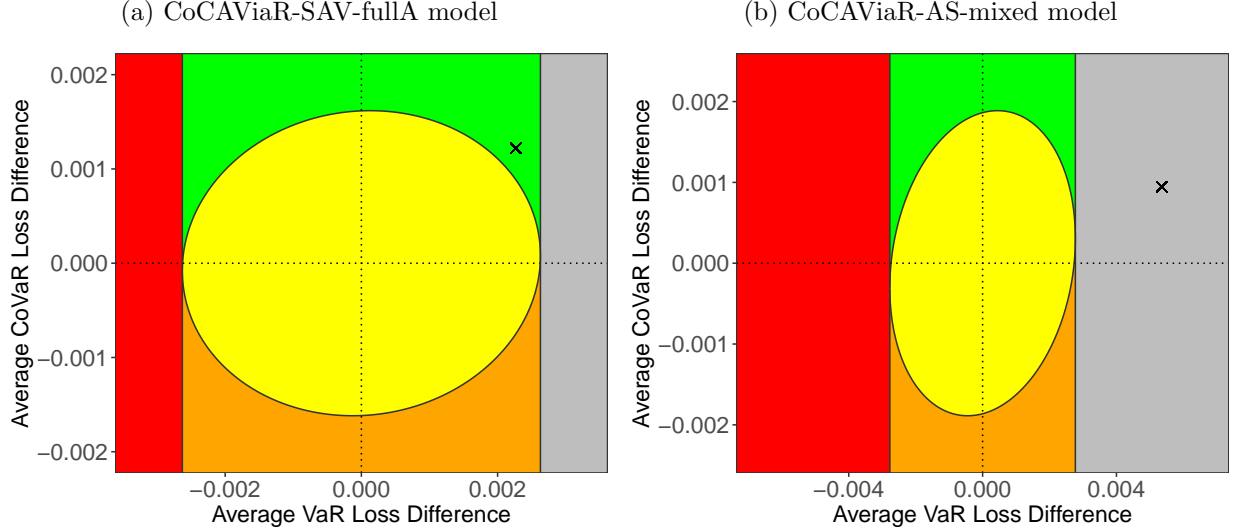 (a) CoCAViaR-SAV-fullA model
Average CoVaR Loss Difference
0.002
0.001
0.000
−0.001
−0.002
−0.002 0.000 0.002
Average VaR Loss Difference
(b) CoCAViaR-AS-mixed model
Average CoVaR Loss Difference
0.002
0.001
0.000
−0.001
−0.002
−0.004 0.000 0.004
Average VaR Loss Difference